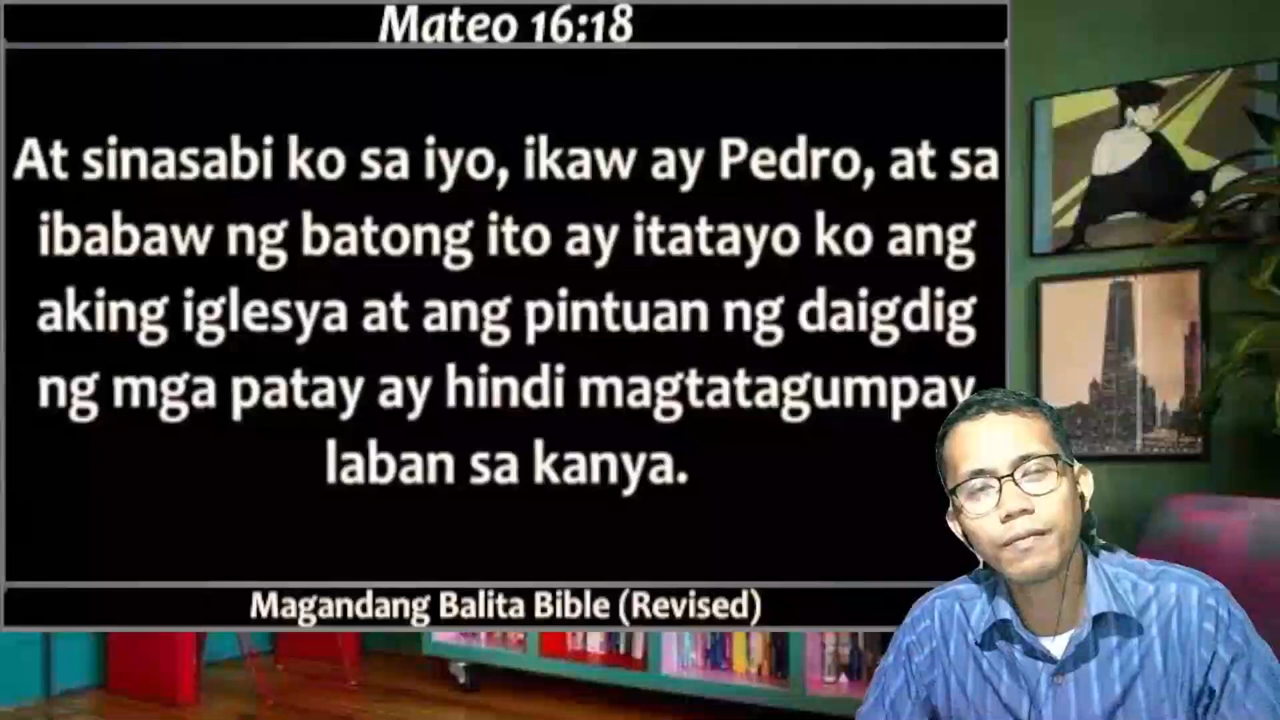 Mateo 16:18
At sinasabi ko sa iyo, ikaw ay Pedro, at sa
ibabaw ng batong ito ay itatayo ko ang
aking iglesya at ang pintuan ng daigdig
ng mga patay ay hindi magtatagumpay
laban sa kanya.
Magandang Balita Bible (Revised)